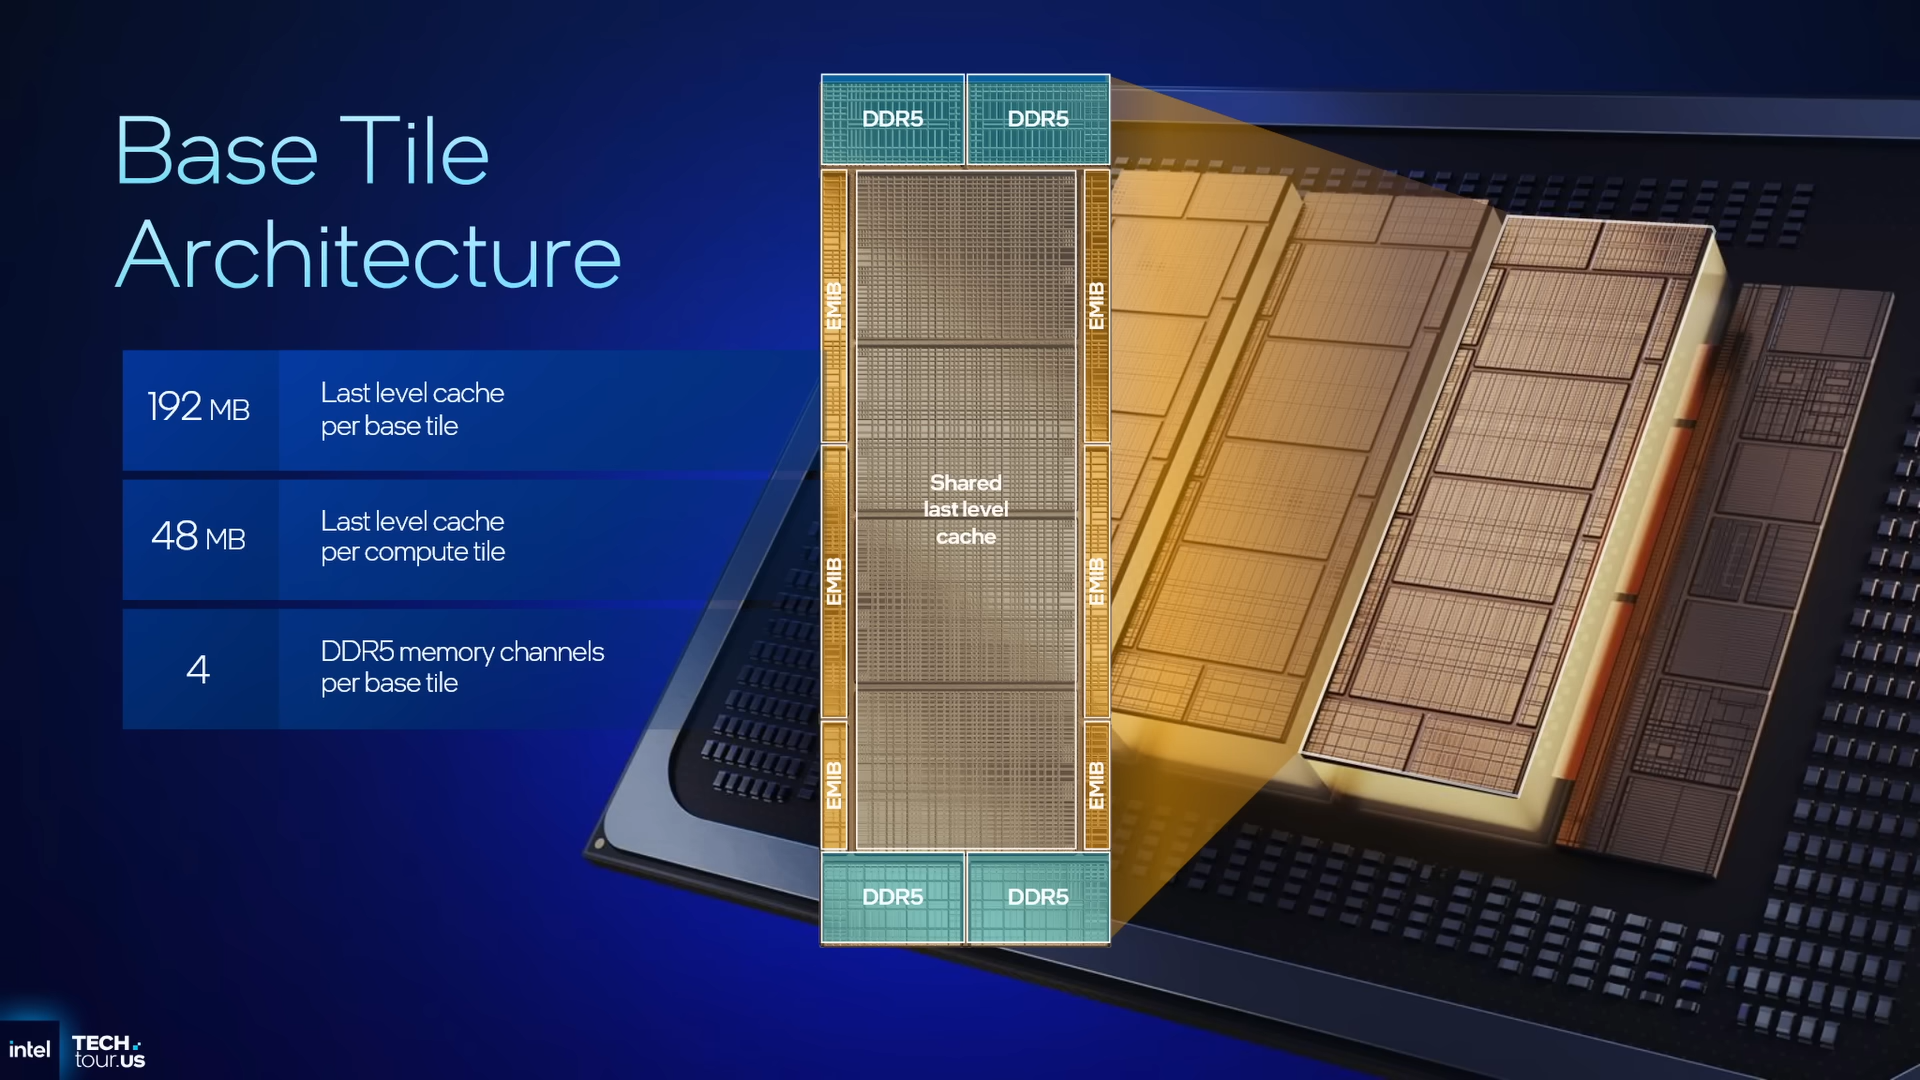 Base Tile
Architecture
192 MB
Last level cache
per base tile
48 MB
Last level cache
per compute tile
4
DDR5 memory channels
per base tile
DDR5
DDR5
EMIB
EMIB
Shared
last level
cache
EMIB
EMIB
EMIB
EMIB
DDR5
DDR5
intel
TECH
tour.US